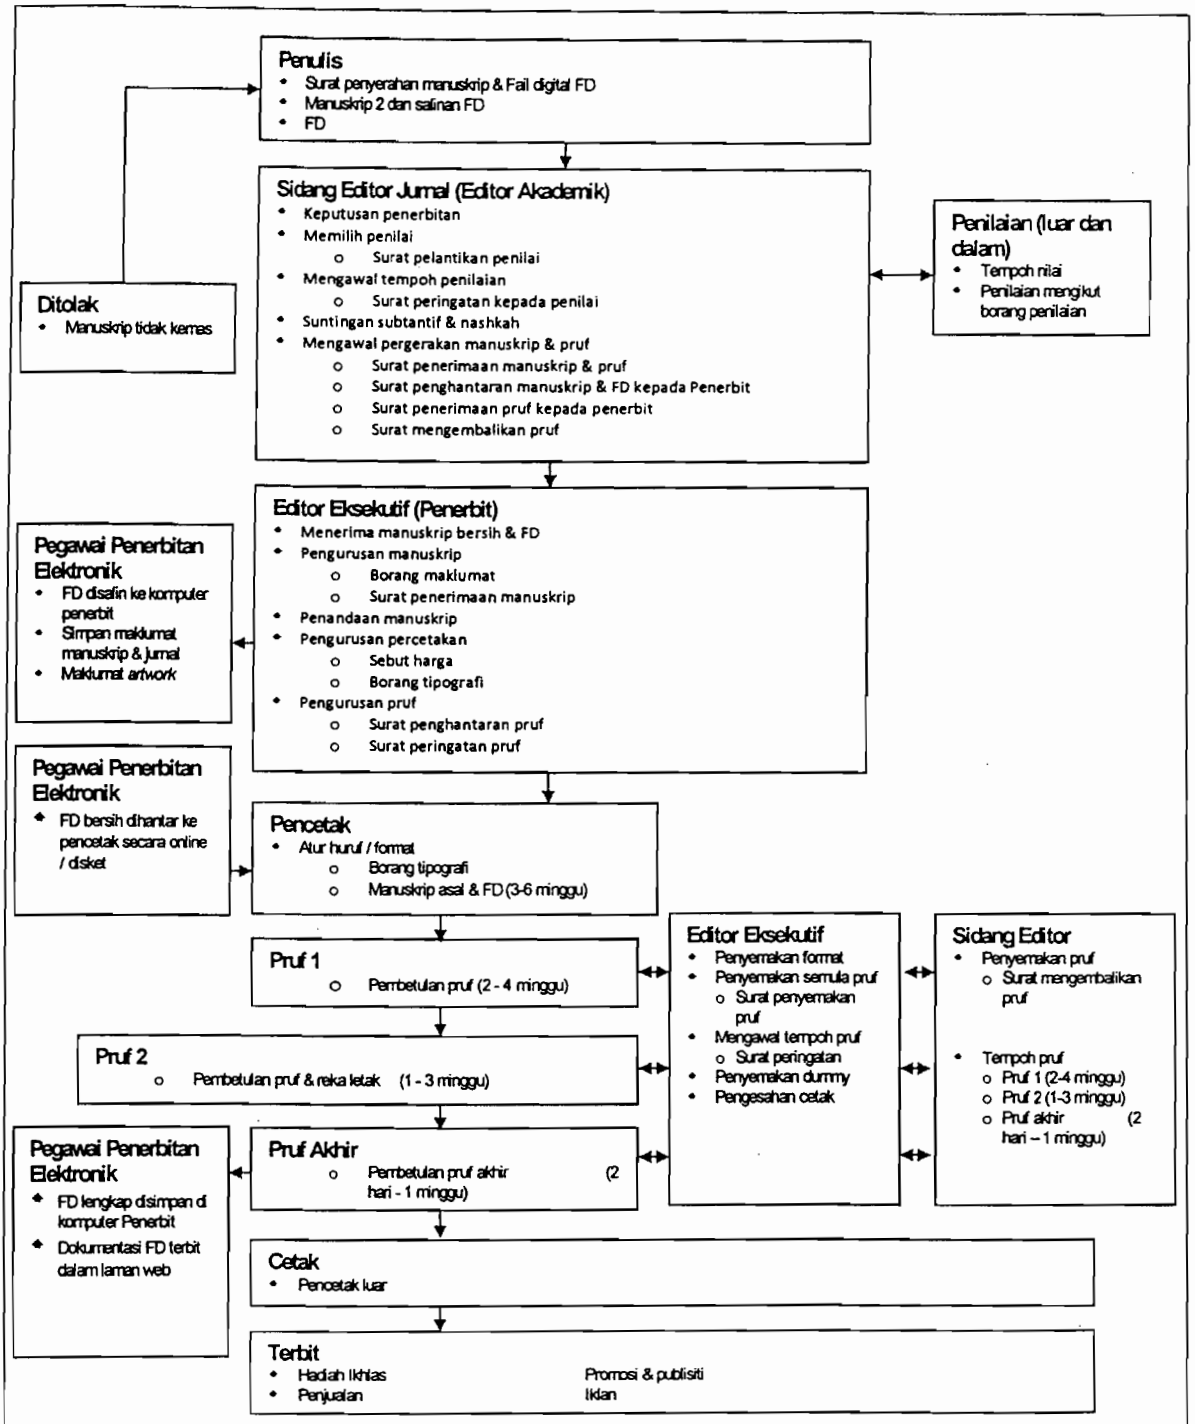 Penulis
• Surat penyerahan manuskrip & Fail digital FD
• Manuskrip 2 dan salinan FD
• FD
Sidang Editor Jurnal (Editor Akademik)
• Keputusan penerbitan
• Memilih penilai
o Surat pelantikan penilai
• Mengawal tempoh penilaian
o Surat peringatan kepada penilai
• Suntingan subtantif & nashkah
• Mengawal pergerakan manuskrip & pruf
o Surat penerimaan manuskrip & pruf
o Surat penghantaran manuskrip & FD kepada Penerbit
o Surat penerimaan pruf kepada penerbit
o Surat mengembalikan pruf
Penilaian (luar dan
dalam)
• Tempoh nilai
• Penilaian mengikut
borang penilaian
Ditolak
• Manuskrip tidak kemas
Editor Eksekutif (Penerbit)
• Menerima manuskrip bersih & FD
• Pengurusan manuskrip
o Borang maklumat
o Surat penerimaan manuskrip
• Penandaan manuskrip
• Pengurusan percetakan
o Sebut harga
o Borang tipografi
• Pengurusan pruf
o Surat penghantaran pruf
o Surat peringatan pruf
Pegawai Penerbitan
Elektronik
• FD disalin ke komputer
penerbit
• Simpan maklumat
manuskrip & jurnal
• Maklumat artwork
Pegawai Penerbitan
Elektronik
• FD bersih dihantar ke
pencetak secara online
/ disket
Pencetak
• Atur huruf / format
o Borang tipografi
o Manuskrip asal & FD (3-6 minggu)
Pruf 1
o Pembetulan pruf (2 - 4 minggu)
Pruf 2
o Pembetulan pruf & reka letak (1 - 3 minggu)
Pruf Akhir
o Pembetulan pruf akhir (2
hari - 1 minggu)
Editor Eksekutif
• Penyemakan format
• Penyemakan semula pruf
o Surat penyemakan
pruf
• Mengawal tempoh pruf
o Surat peringatan
• Penyemakan dummy
• Pengesahan cetak
Sidang Editor
• Penyemakan pruf
o Surat mengembalikan
pruf
• Tempoh pruf
o Pruf 1 (2-4 minggu)
o Pruf 2 (1-3 minggu)
o Pruf akhir (2
hari – 1 minggu)
Pegawai Penerbitan
Elektronik
• FD lengkap disimpan di
komputer Penerbit
• Dokumentasi FD terbit
dalam laman web
Cetak
• Pencetak luar
Terbit
• Hadiah Ikhlas Promosi & publisiti
• Penjualan Iklan